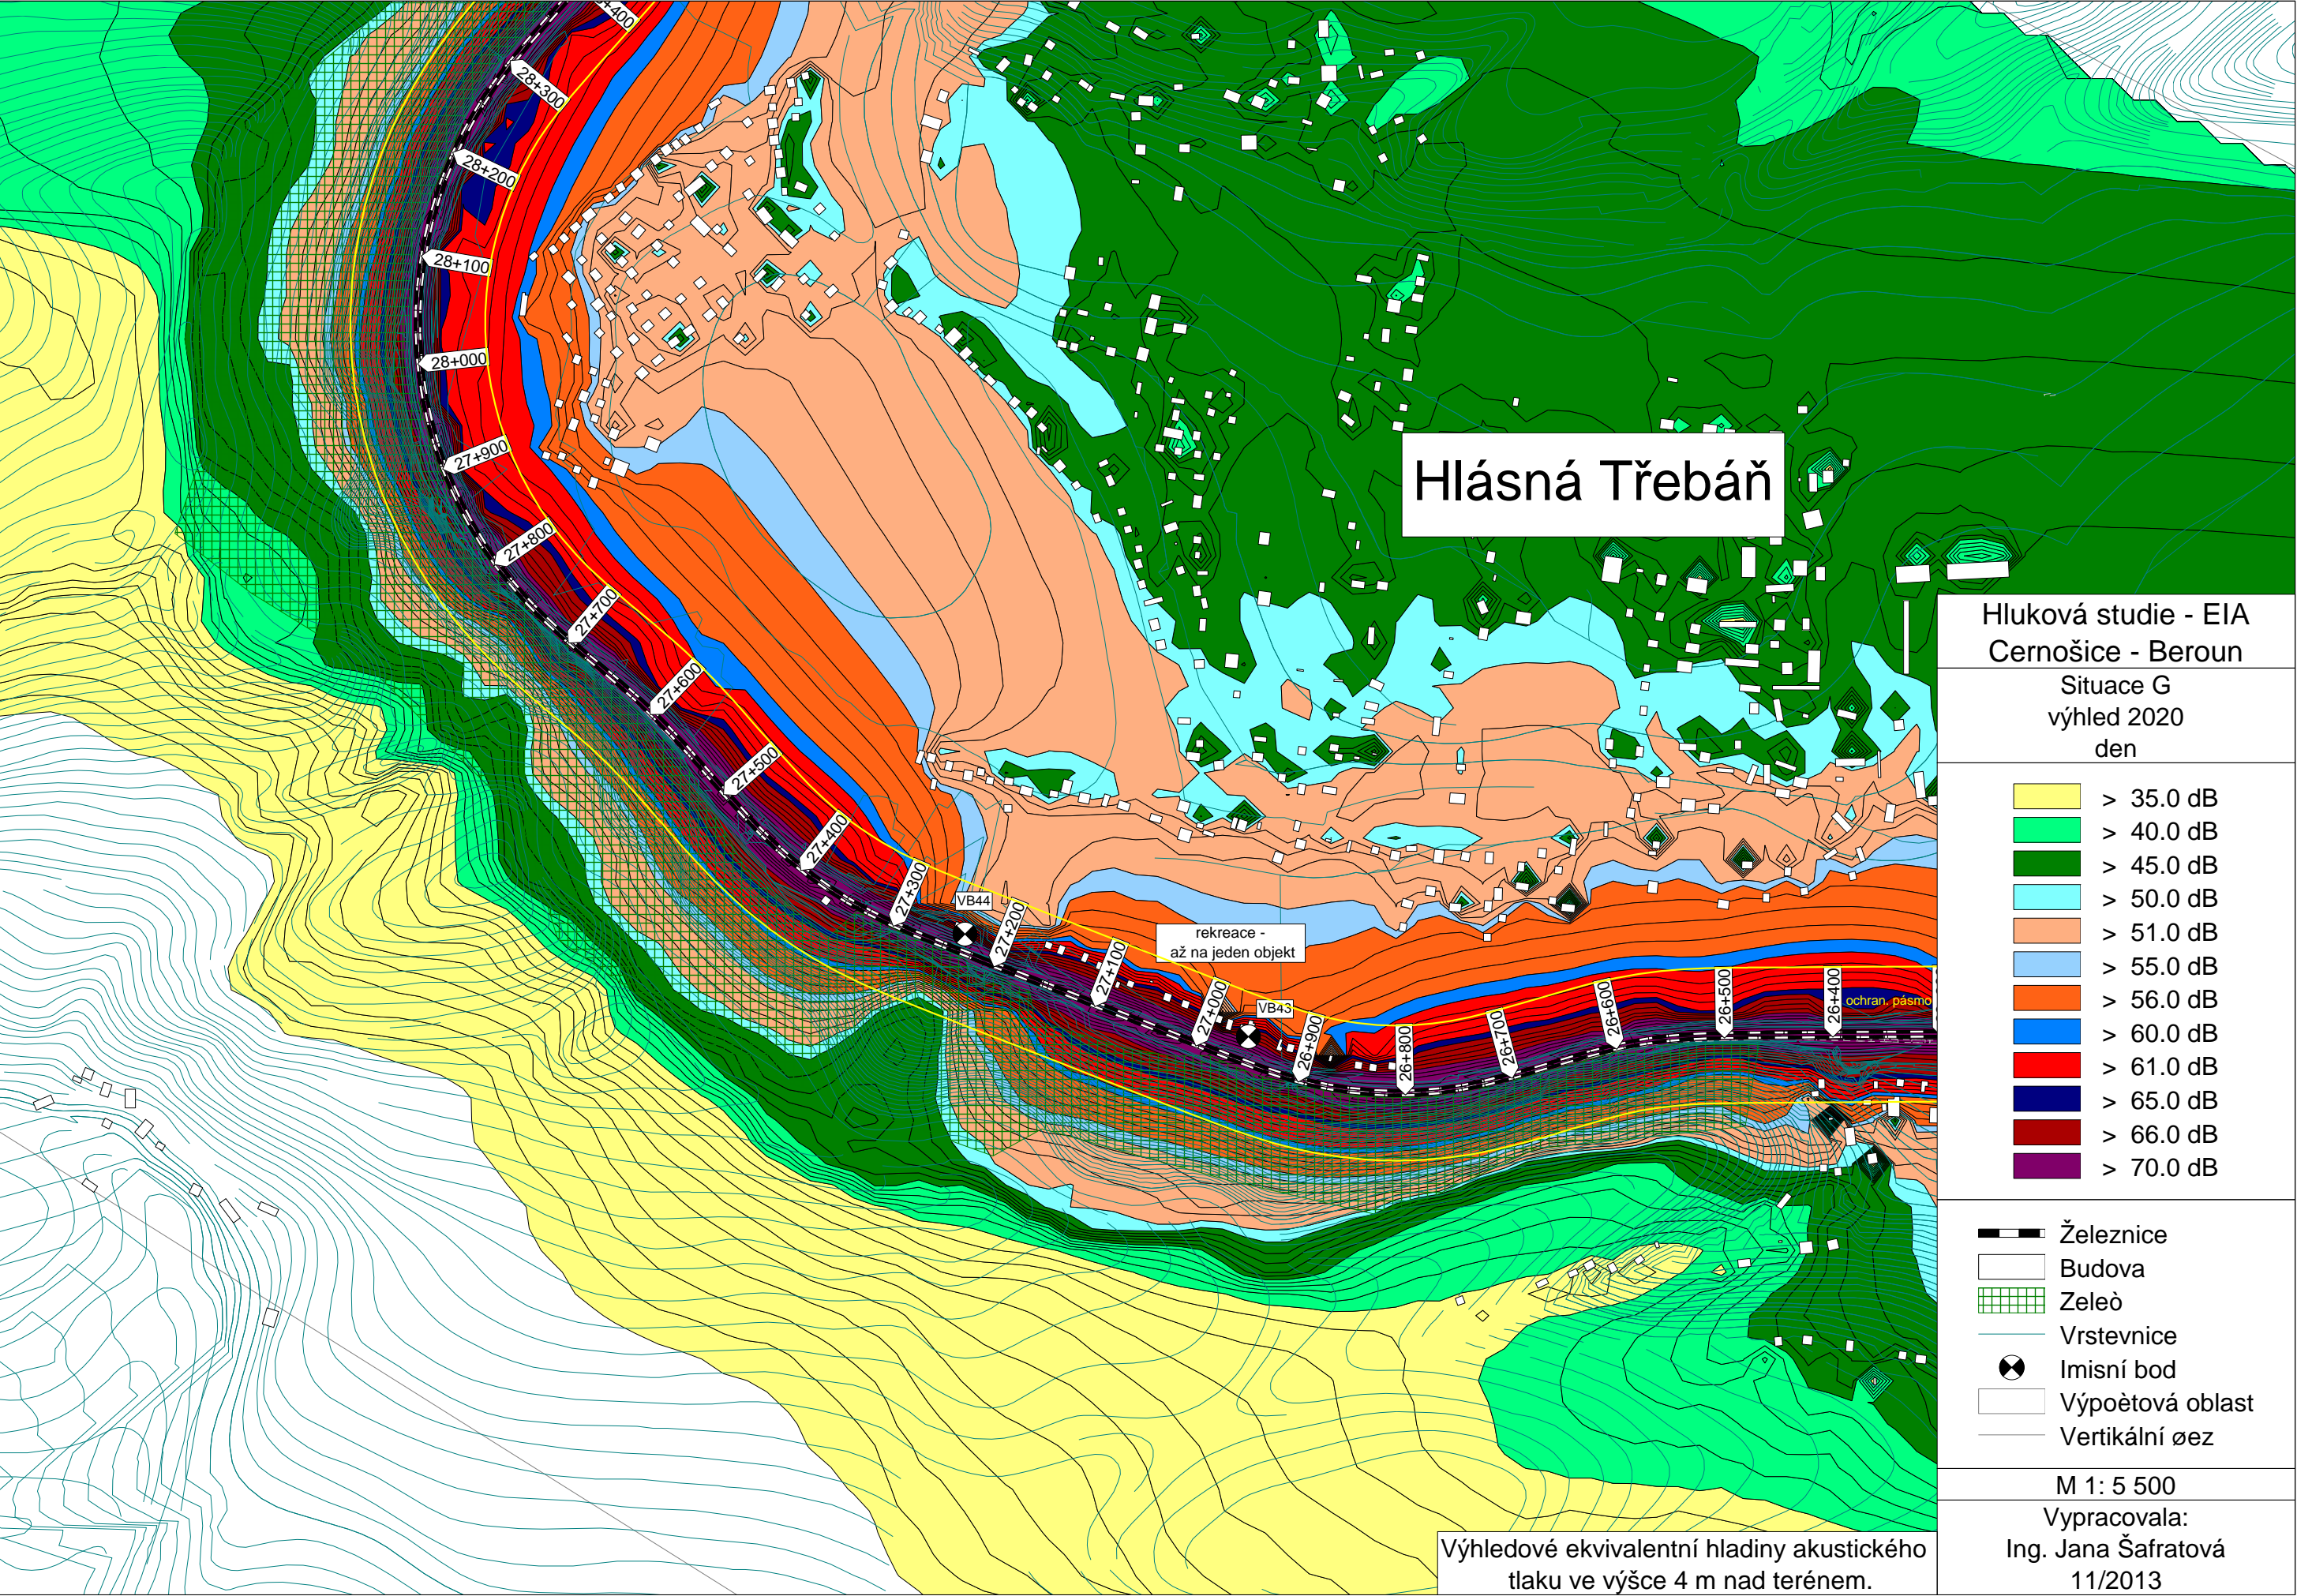 +400
28+300
28+200
28+100
28+000
27+900
27+800
27+700
27+600
27+500
27+400
27+300
VB44
27+200
27+100
rekreace -
až na jeden objekt
27+000
VB43
26+900
26+800
26+700
26+600
26+500
26+400
ochran. pásmo
Hlásná Třebáň
Hluková studie - EIA
Cernošice - Beroun
Situace G
výhled 2020
den
> 35.0 dB
> 40.0 dB
> 45.0 dB
> 50.0 dB
> 51.0 dB
> 55.0 dB
> 56.0 dB
> 60.0 dB
> 61.0 dB
> 65.0 dB
> 66.0 dB
> 70.0 dB
Železnice
Budova
Zeleò
Vrstevnice
Imisní bod
Výpoètová oblast
Vertikální øez
M 1: 5 500
Vypracovala:
Ing. Jana Šafratová
11/2013
Výhledové ekvivalentní hladiny akustického
tlaku ve výšce 4 m nad terénem.